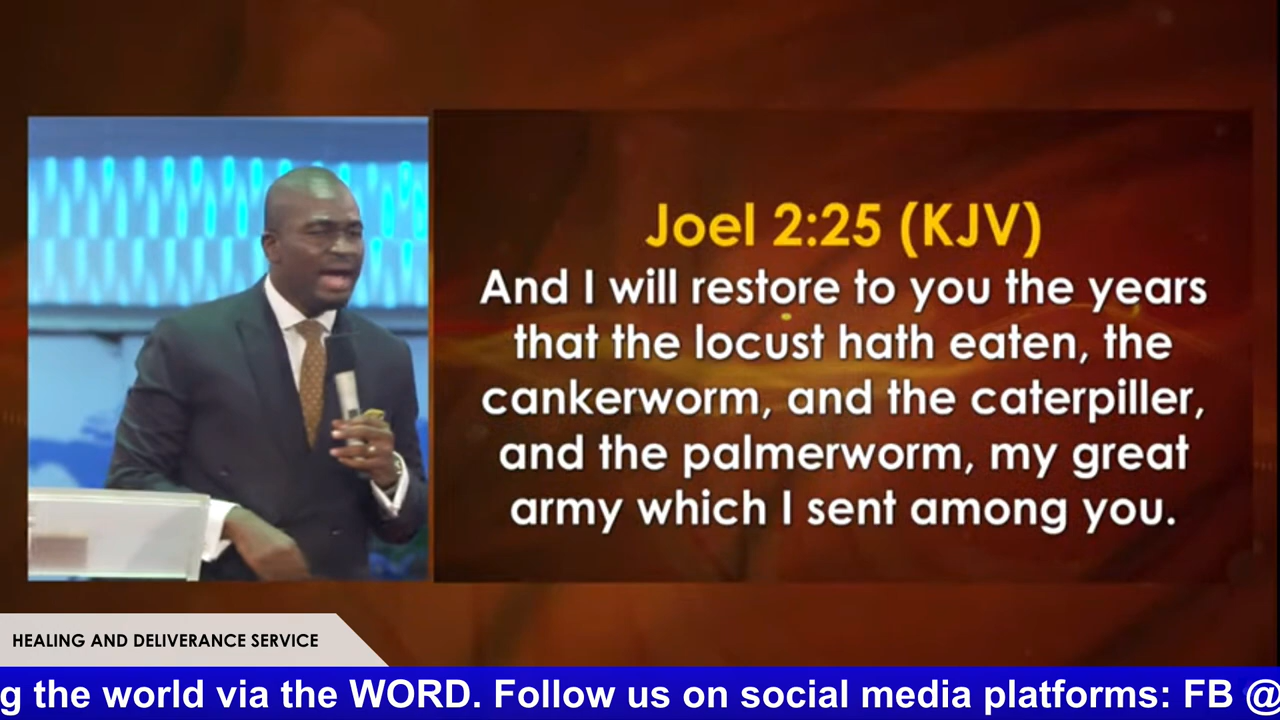 Joel 2:25 (KJV)
And I will restore to you the years
that the locust hath eaten, the
cankerworm, and the caterpiller,
and the palmerworm, my great
army which I sent among you.
HEALING AND DELIVERANCE SERVICE
g the world via the WORD. Follow us on social media platforms: FB @